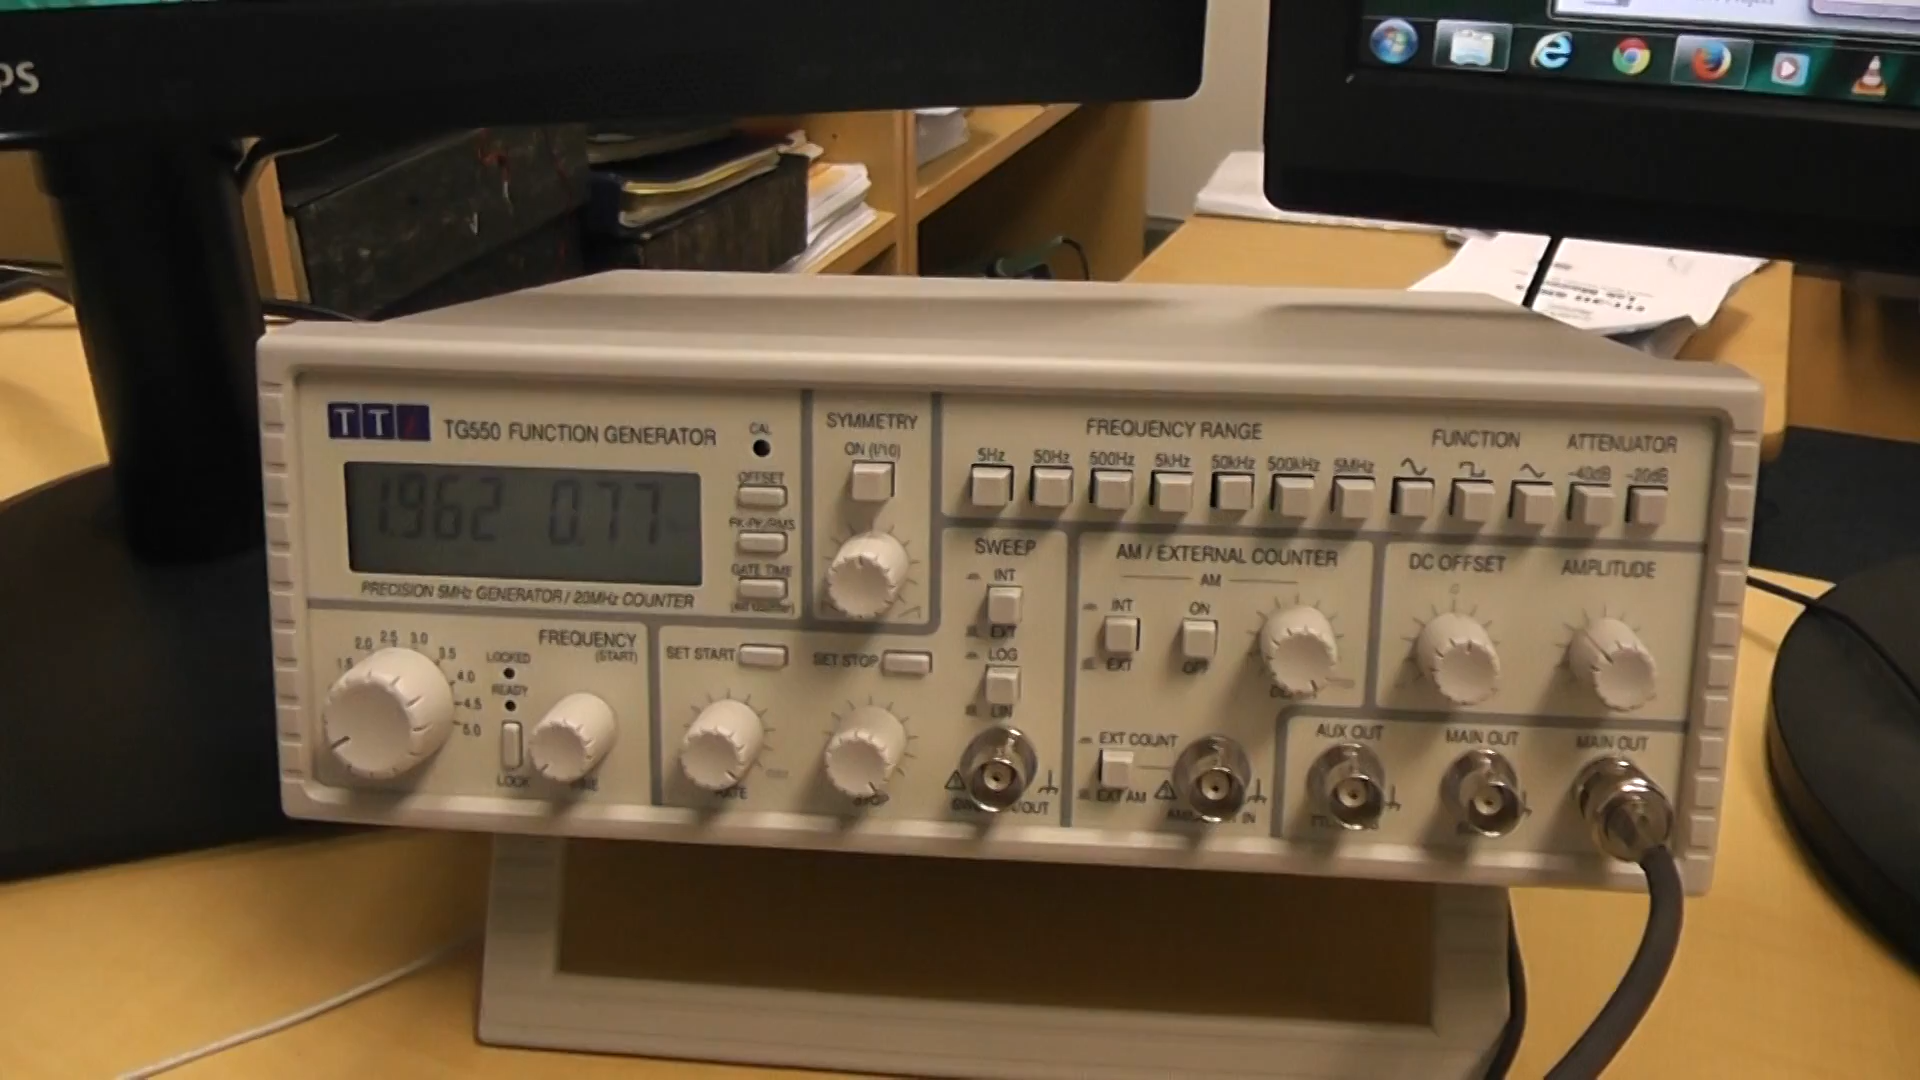 PS
TTi
TG550 FUNCTION GENERATOR
CAL
OFFSET
PK-PK/RMS
GATE TIME
1.962 0.77
PRECISION 5MHz GENERATOR / 20MHz COUNTER
SYMMETRY
ON (f/10)
FREQUENCY RANGE
5Hz 50Hz 500Hz 5kHz 50kHz 500kHz 5MHz
FUNCTION
ATTENUATOR
-40dB -20dB
FREQUENCY
(START)
1.5 2.0 2.5 3.0 3.5 4.0 4.5 5.0
LOCKED
READY
LOCK
SET START
SET STOP
STOP
SWEEP
INT
EXT
LOG
LIN
AM / EXTERNAL COUNTER
AM
INT
EXT
ON
OFF
EXT COUNT
EXT AM
DC OFFSET
0
AMPLITUDE
AUX OUT
MAIN OUT
MAIN OUT